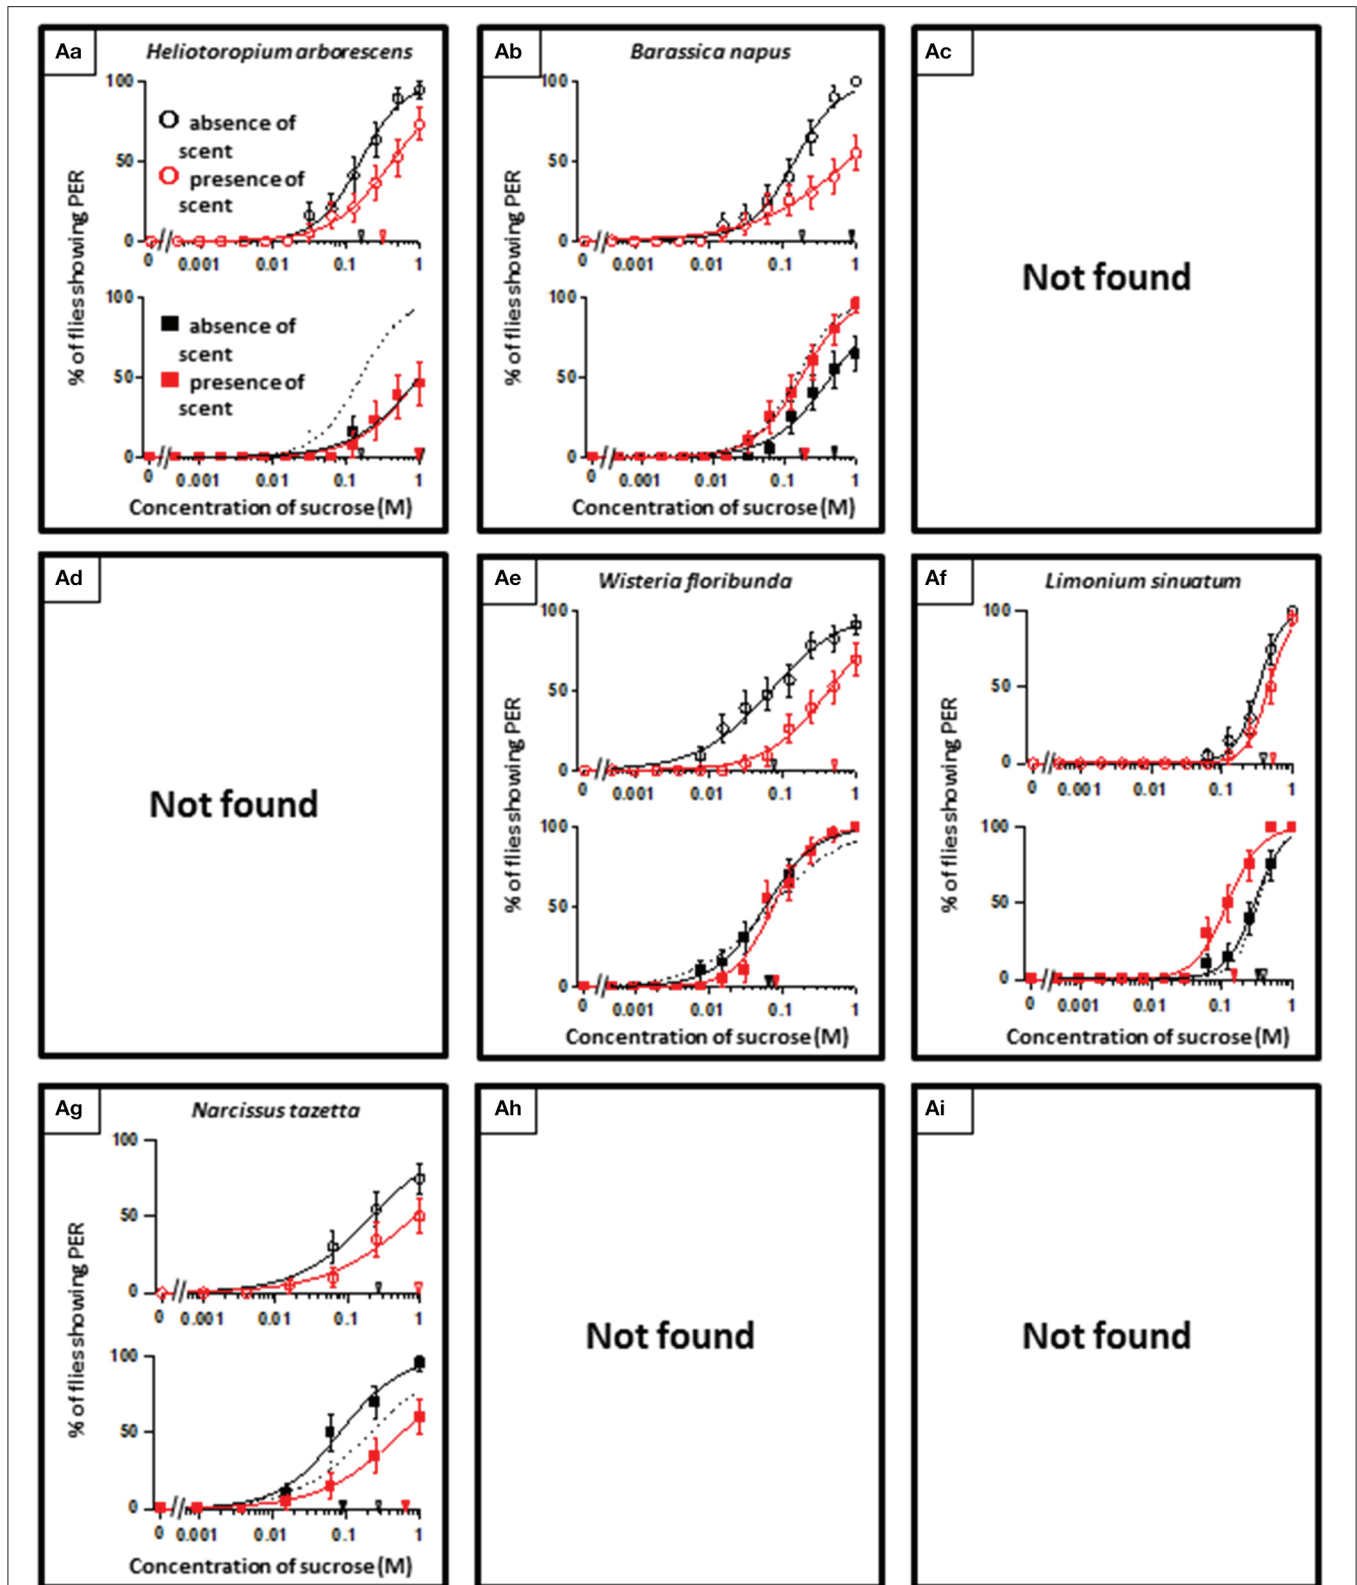 Aa
Heliotoropium arborescens
100
50
0
absence of
scent
presence of
scent
0 0.001 0.01 0.1 1
% of flies showing PER
100
50
0
absence of
scent
presence of
scent
0 0.001 0.01 0.1 1
Concentration of sucrose (M)
Ab
Barassica napus
100
50
0
0 0.001 0.01 0.1 1
% of flies showing PER
100
50
0
0 0.001 0.01 0.1 1
Concentration of sucrose (M)
Ac
Not found
Ad
Not found
Ae
Wisteria floribunda
100
50
0
0 0.001 0.01 0.1 1
% of flies showing PER
100
50
0
0 0.001 0.01 0.1 1
Concentration of sucrose (M)
Af
Limonium sinuatum
100
50
0
0 0.001 0.01 0.1 1
% of flies showing PER
100
50
0
0 0.001 0.01 0.1 1
Concentration of sucrose (M)
Ag
Narcissus tazetta
100
50
0
0 0.001 0.01 0.1 1
% of flies showing PER
100
50
0
0 0.001 0.01 0.1 1
Concentration of sucrose (M)
Ah
Not found
Ai
Not found